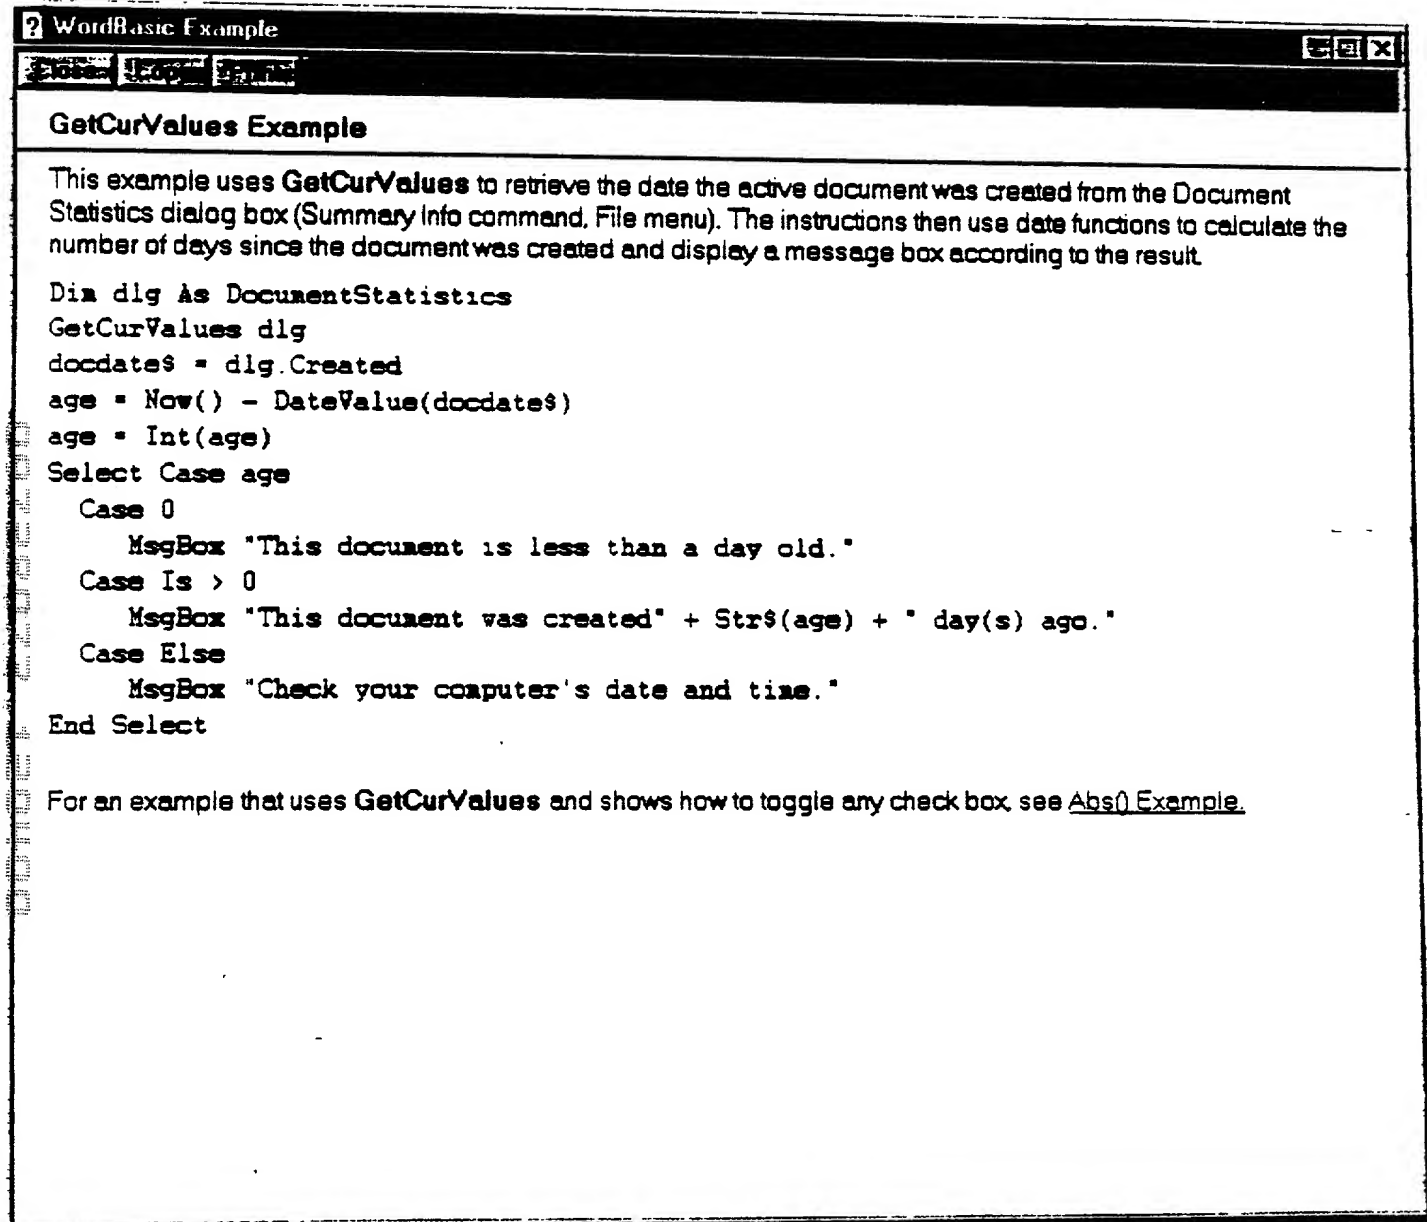 WordBasic Example
Close Copy Print
GetCurValues Example
This example uses GetCurValues to retrieve the date the active document was created from the Document
Statistics dialog box (Summary Info command, File menu). The instructions then use date functions to calculate the
number of days since the document was created and display a message box according to the result.
Dim dlg As DocumentStatistics
GetCurValues dlg
docdate$ = dlg.Created
age = Now() - DateValue(docdate$)
age = Int(age)
Select Case age
Case 0
MsgBox "This document is less than a day old."
Case Is > 0
MsgBox "This document was created" + Str$(age) + " day(s) ago."
Case Else
MsgBox "Check your computer's date and time."
End Select
For an example that uses GetCurValues and shows how to toggle any check box, see Abs() Example.